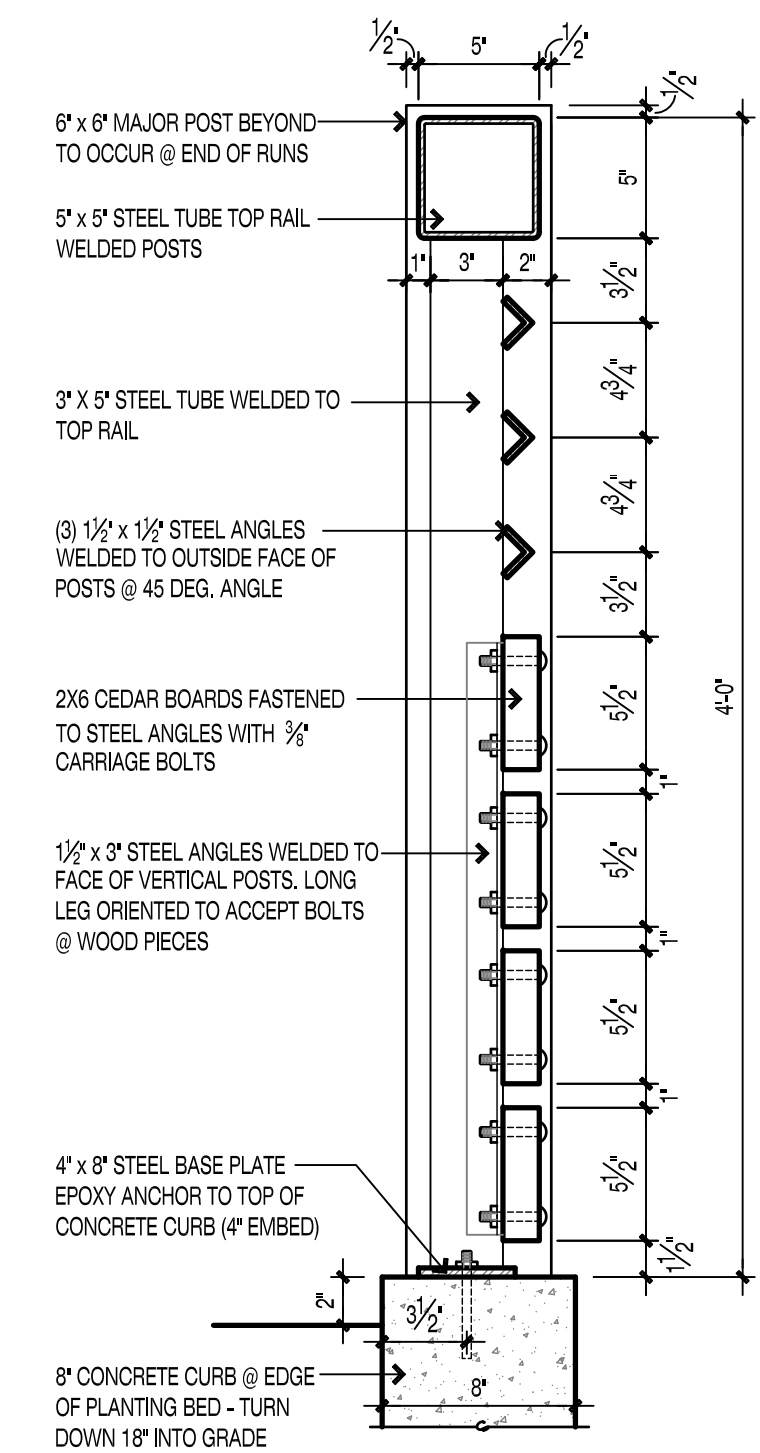 1/2" 5" 1/2"
1/2"
6" x 6" MAJOR POST BEYOND
TO OCCUR @ END OF RUNS
5"
5" x 5" STEEL TUBE TOP RAIL
WELDED POSTS
1" 3" 2"
3 1/2"
3" X 5" STEEL TUBE WELDED TO
TOP RAIL
4 3/4"
4 3/4"
(3) 1 1/2" x 1 1/2" STEEL ANGLES
WELDED TO OUTSIDE FACE OF
POSTS @ 45 DEG. ANGLE
3 1/2"
2X6 CEDAR BOARDS FASTENED
TO STEEL ANGLES WITH 3/8"
CARRIAGE BOLTS
5 1/2"
4'-0"
1"
1 1/2" x 3" STEEL ANGLES WELDED TO
FACE OF VERTICAL POSTS. LONG
LEG ORIENTED TO ACCEPT BOLTS
@ WOOD PIECES
5 1/2"
1"
5 1/2"
1"
4" x 8" STEEL BASE PLATE
EPOXY ANCHOR TO TOP OF
CONCRETE CURB (4" EMBED)
5 1/2"
1 1/2"
2"
3 1/2"
8"
8" CONCRETE CURB @ EDGE
OF PLANTING BED - TURN
DOWN 18" INTO GRADE